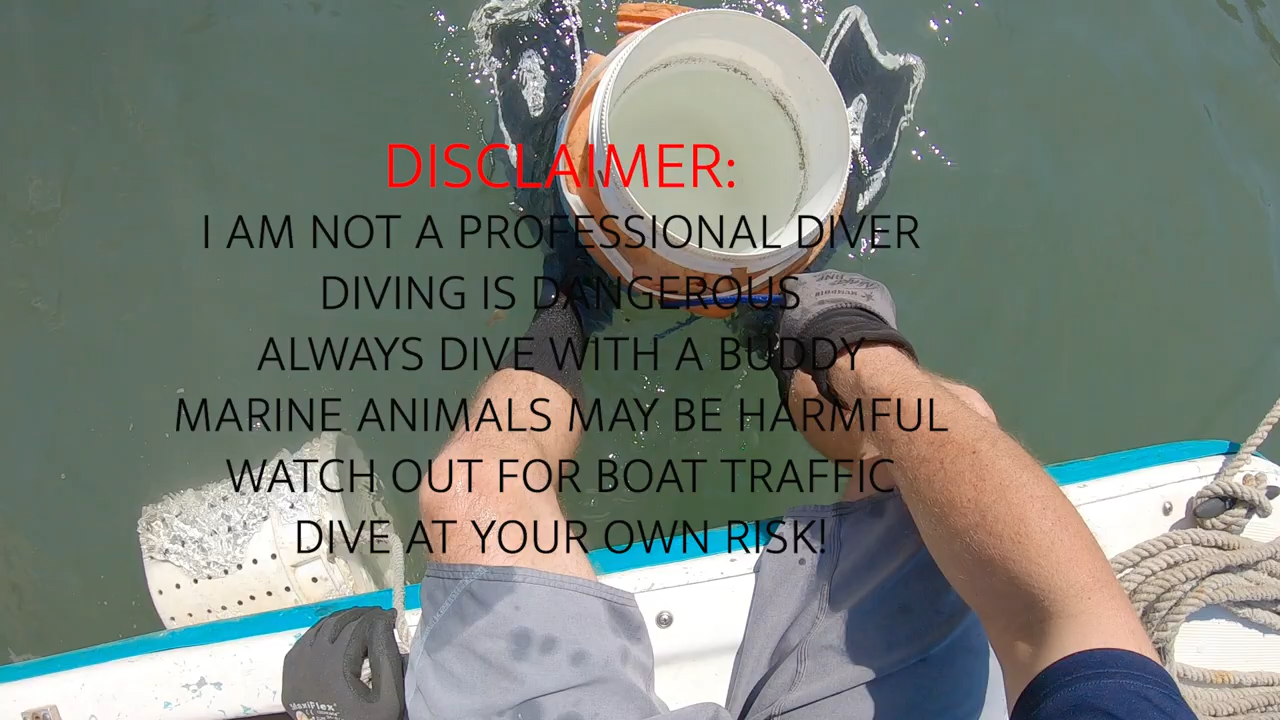 DISCLAIMER:
I AM NOT A PROFESSIONAL DIVER
DIVING IS DANGEROUS
ALWAYS DIVE WITH A BUDDY
MARINE ANIMALS MAY BE HARMFUL
WATCH OUT FOR BOAT TRAFFIC
DIVE AT YOUR OWN RISK!
MaxiFlex